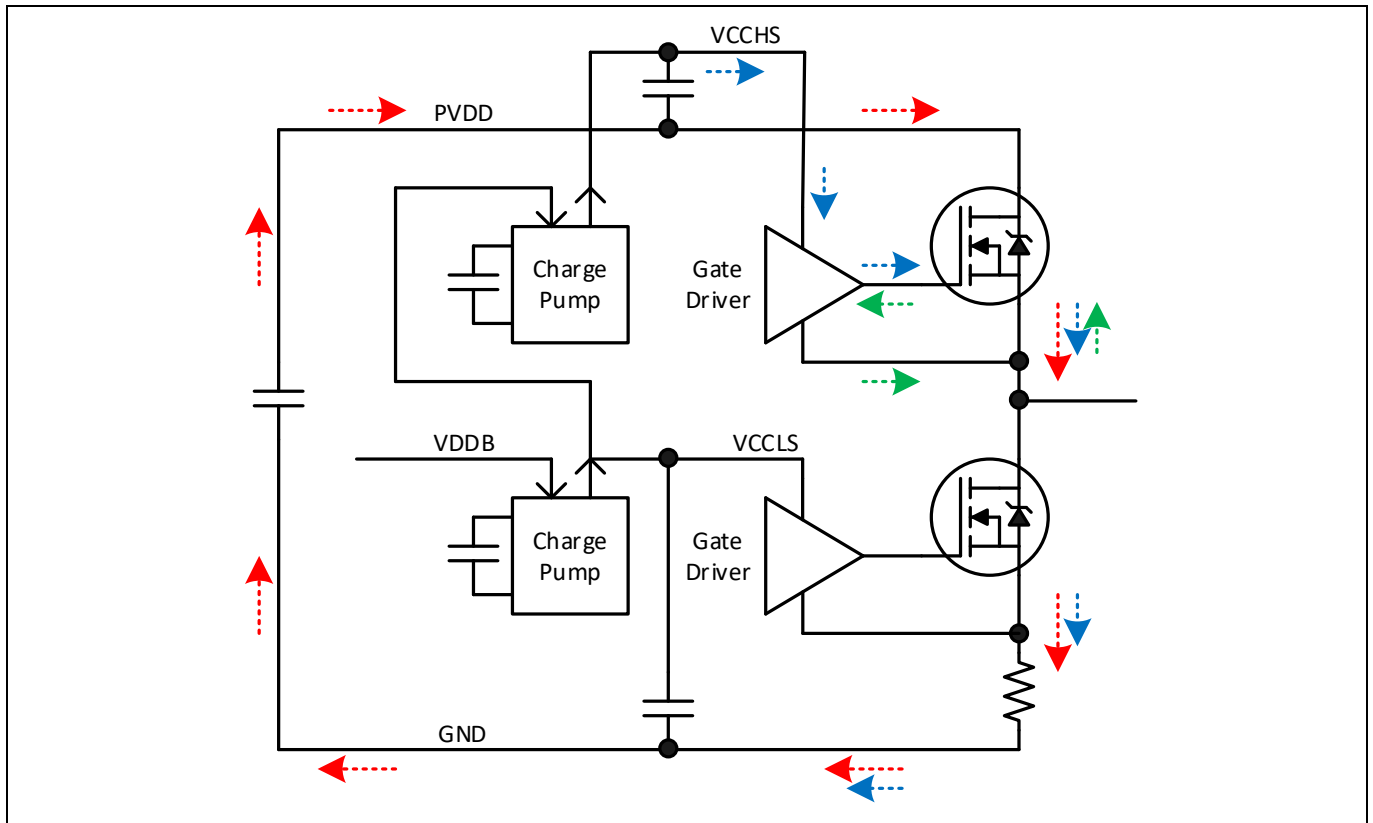 VCCHS
PVDD
Charge
Pump
Gate
Driver
VDDB
VCCLS
Charge
Pump
Gate
Driver
GND